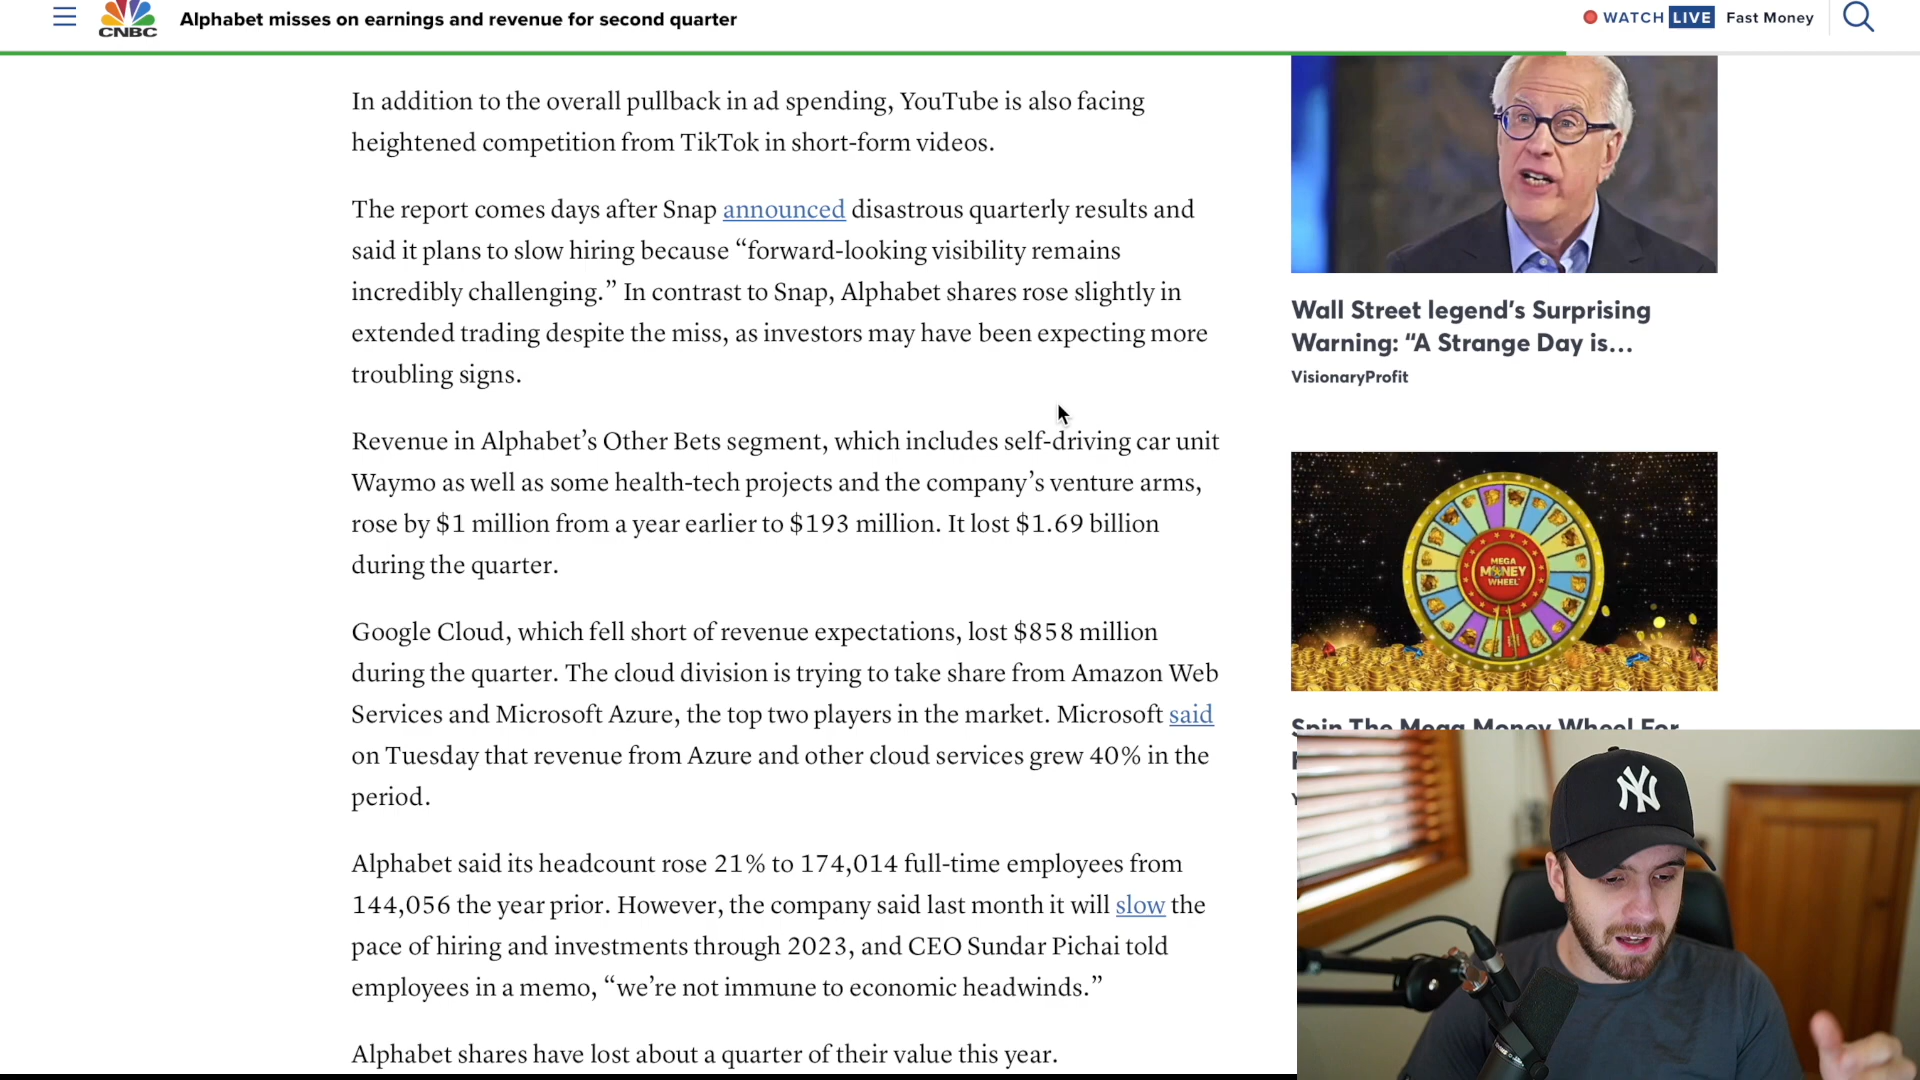 CNBC
Alphabet misses on earnings and revenue for second quarter
WATCH LIVE Fast Money
In addition to the overall pullback in ad spending, YouTube is also facing
heightened competition from TikTok in short-form videos.
The report comes days after Snap announced disastrous quarterly results and
said it plans to slow hiring because “forward-looking visibility remains
incredibly challenging.” In contrast to Snap, Alphabet shares rose slightly in
extended trading despite the miss, as investors may have been expecting more
troubling signs.
Revenue in Alphabet’s Other Bets segment, which includes self-driving car unit
Waymo as well as some health-tech projects and the company’s venture arms,
rose by $1 million from a year earlier to $193 million. It lost $1.69 billion
during the quarter.
Google Cloud, which fell short of revenue expectations, lost $858 million
during the quarter. The cloud division is trying to take share from Amazon Web
Services and Microsoft Azure, the top two players in the market. Microsoft said
on Tuesday that revenue from Azure and other cloud services grew 40% in the
period.
Alphabet said its headcount rose 21% to 174,014 full-time employees from
144,056 the year prior. However, the company said last month it will slow the
pace of hiring and investments through 2023, and CEO Sundar Pichai told
employees in a memo, “we’re not immune to economic headwinds.”
Alphabet shares have lost about a quarter of their value this year.
Wall Street legend’s Surprising
Warning: “A Strange Day is...
VisionaryProfit
MEGA
MONEY
WHEEL
Spin The Mega Money Wheel For
NY